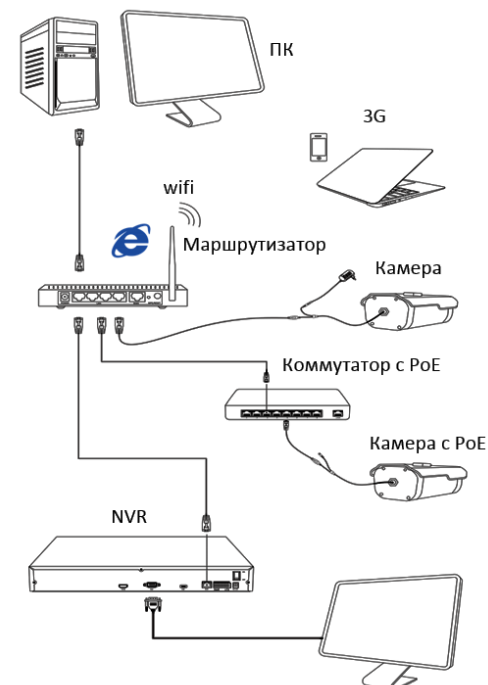 ПК
3G
wifi
Маршрутизатор
Камера
Коммутатор с PoE
Камера с PoE
NVR